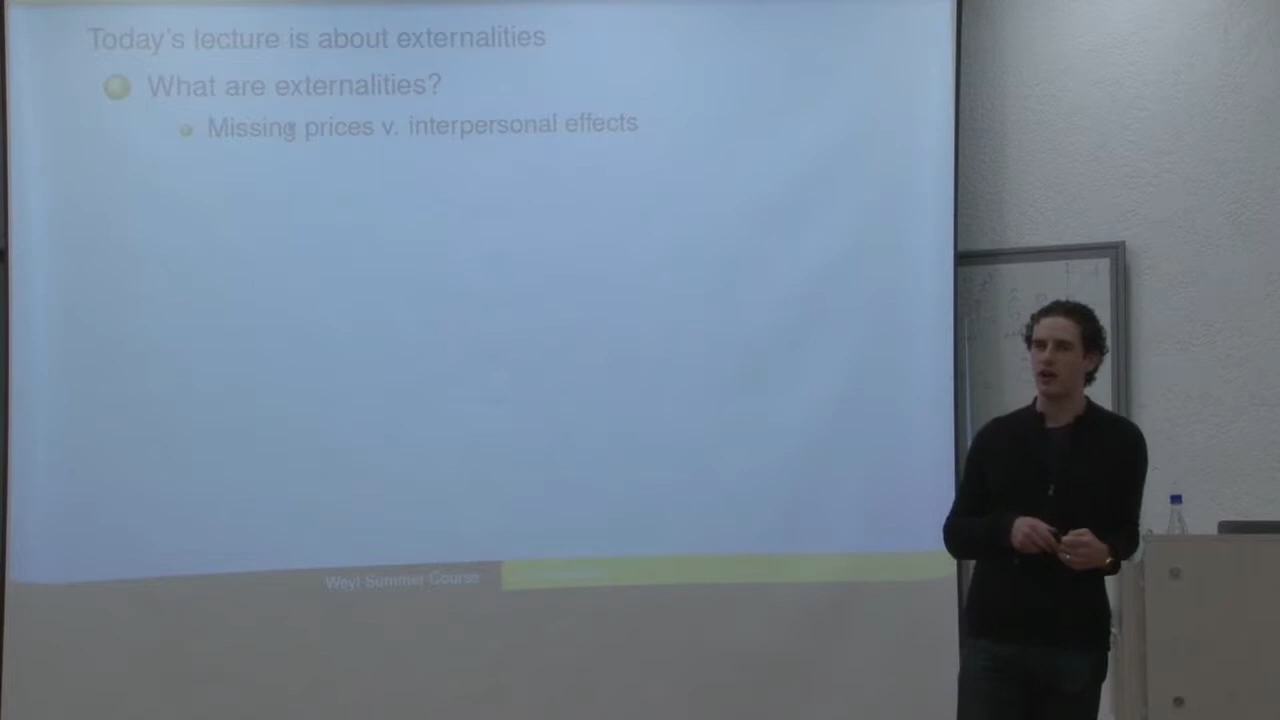 Today's lecture is about externalities
What are externalities?
Missing prices v. interpersonal effects
Weyl Summer Course